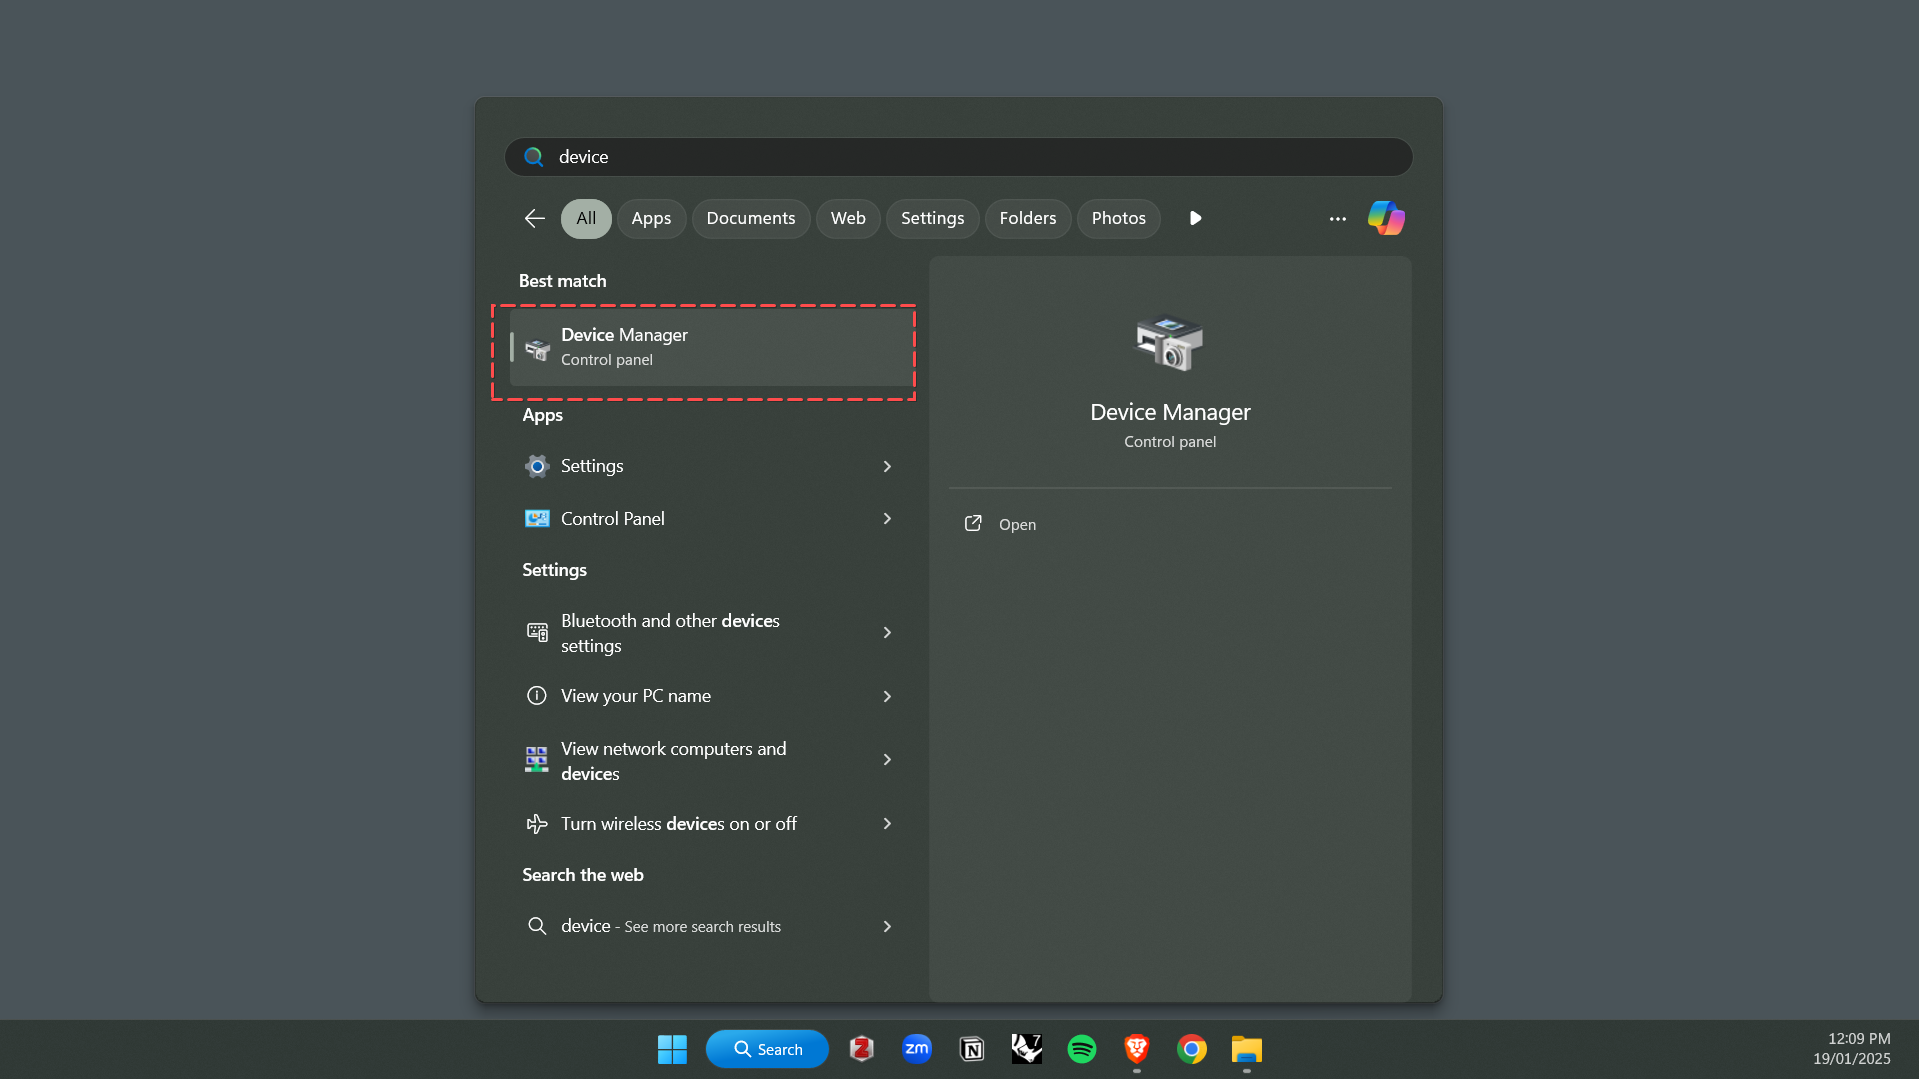 device
All Apps Documents Web Settings Folders Photos
Best match
Device Manager
Control panel
Apps
Settings
Control Panel
Settings
Bluetooth and other devices
settings
View your PC name
View network computers and
devices
Turn wireless devices on or off
Search the web
device - See more search results
Device Manager
Control panel
Open
Search
Z
zm
N
7
12:09 PM
19/01/2025